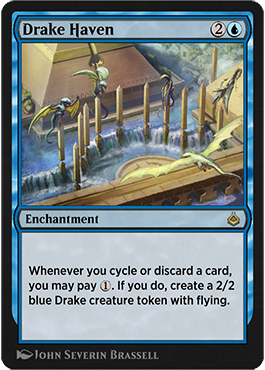 Drake Haven 2
Enchantment
Whenever you cycle or discard a card,
you may pay 1. If you do, create a 2/2
blue Drake creature token with flying.
John Severin Brassell